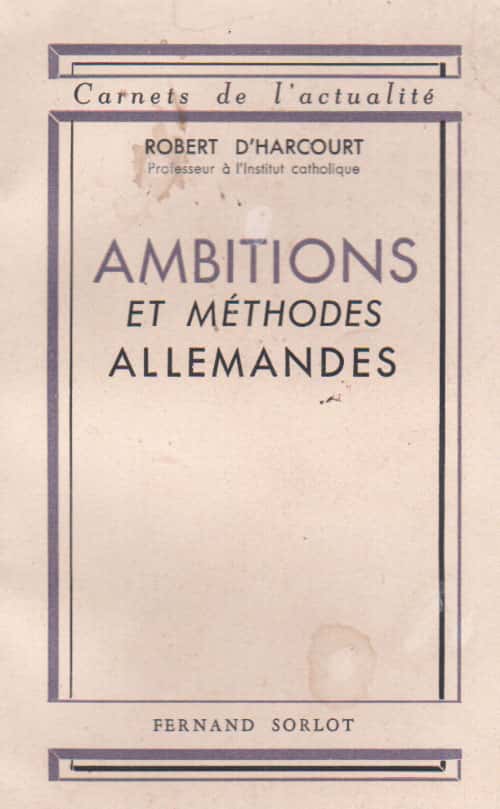 Carnets de l'actualité
ROBERT D'HARCOURT
Professeur à l'Institut catholique
AMBITIONS
ET MÉTHODES
ALLEMANDES
FERNAND SORLOT